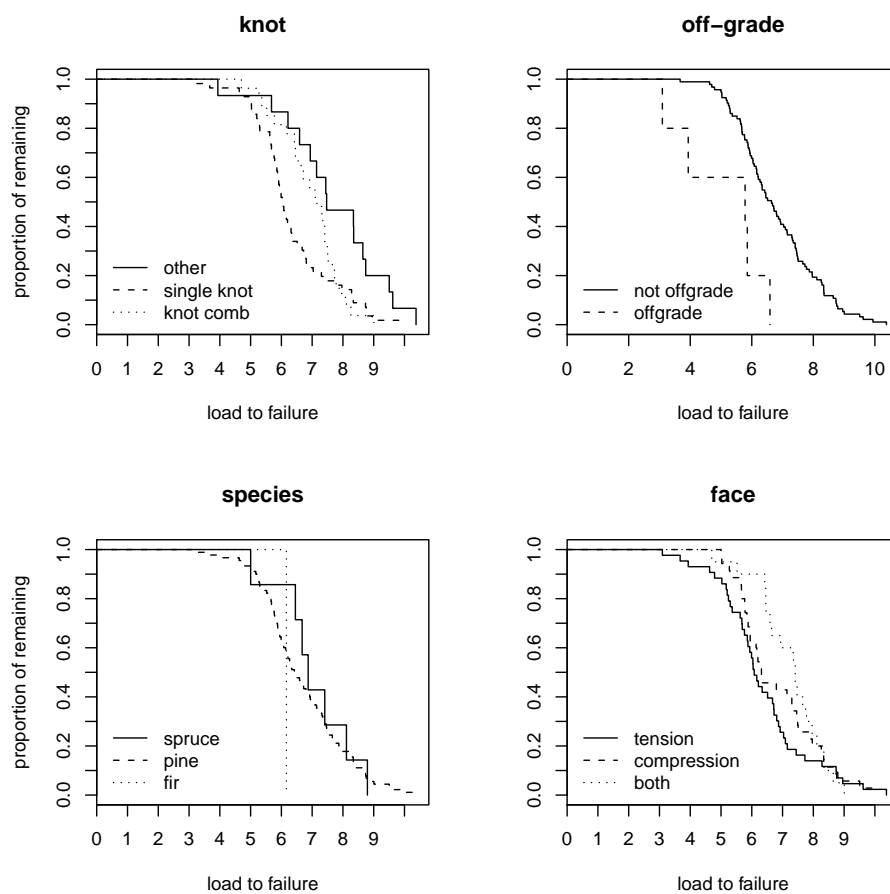 knot
proportion of remaining
0.0 0.2 0.4 0.6 0.8 1.0
other
single knot
knot comb
0 1 2 3 4 5 6 7 8 9
load to failure
off−grade
0.0 0.2 0.4 0.6 0.8 1.0
not offgrade
offgrade
0 2 4 6 8 10
load to failure
species
proportion of remaining
0.0 0.2 0.4 0.6 0.8 1.0
spruce
pine
fir
0 1 2 3 4 5 6 7 8 9
load to failure
face
0.0 0.2 0.4 0.6 0.8 1.0
tension
compression
both
0 1 2 3 4 5 6 7 8 9
load to failure